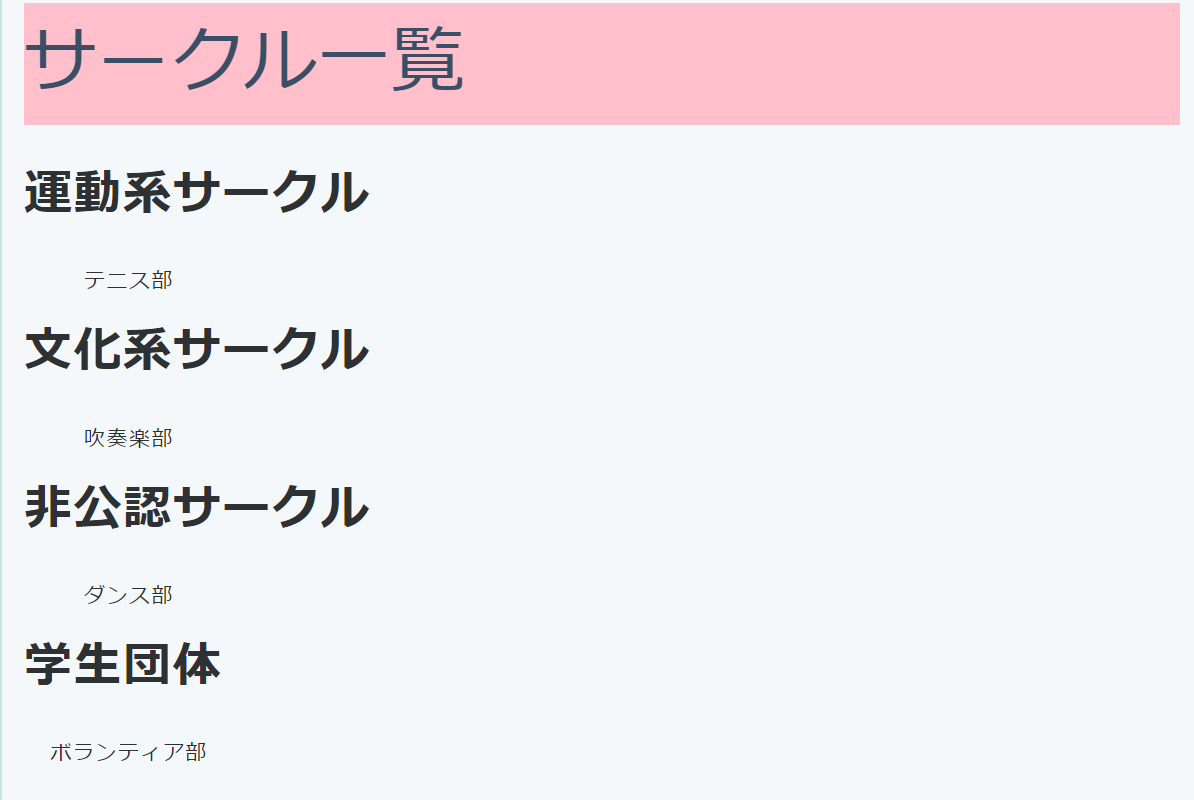 サークル一覧
運動系サークル
テニス部
文化系サークル
吹奏楽部
非公認サークル
ダンス部
学生団体
ボランティア部